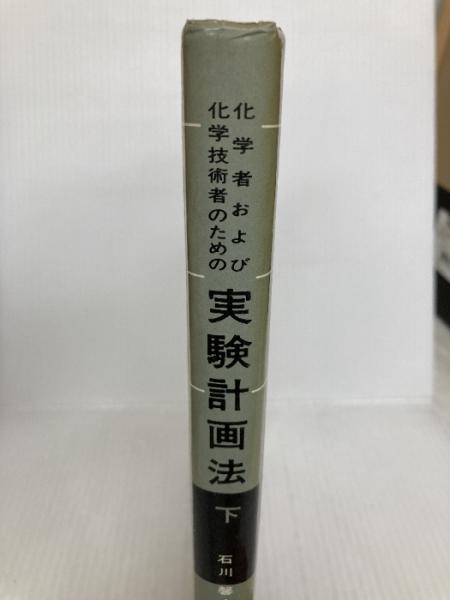 化学者および
化学技術者のための
実験計画法
下
石川 馨